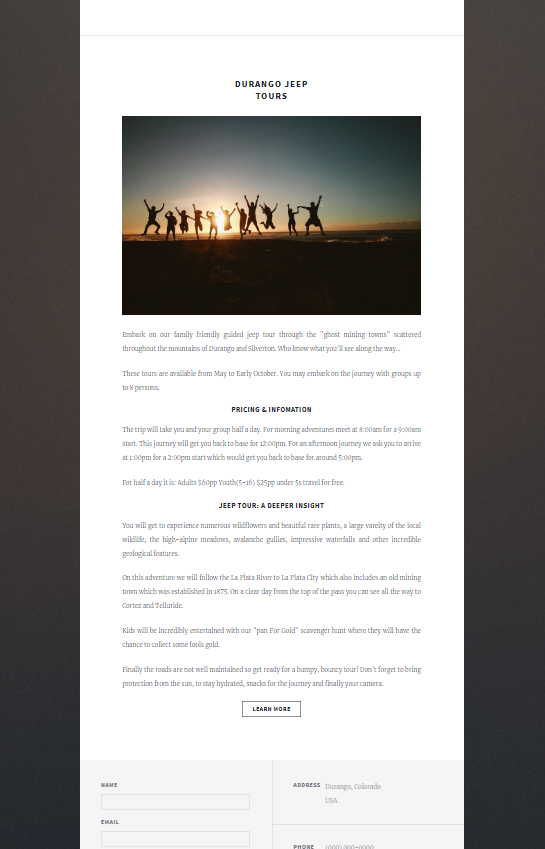 DURANGO JEEP
TOURS
Embark on our family friendly guided jeep tour through the "ghost mining towns" scattered
throughout the mountains of Durango and Silverton. Who know what you'll see along the way...
These tours are available from May to Early October. You may embark on the journey with groups up
to 8 persons.
PRICING & INFOMATION
The trip will take you and your group half a day. For morning adventures meet at 8:00am for a 9:00am
start. This journey will get you back to base for 12:00pm. For an afternoon journey we ask you to arrive
at 1:00pm for a 2:00pm start which would get you back to base for around 5:00pm.
For half a day it is: Adults $60pp Youth(5-16) $25pp under 5s travel for free.
JEEP TOUR: A DEEPER INSIGHT
You will get to experience numerous wildflowers and beautful rare plants, a large vareity of the local
wildlife, the high-alpine meadows, avalanche gullies, impressive waterfalls and other incredible
geological features.
On this adventure we will follow the La Plata River to La Plata City which also includes an old mining
town which was established in 1875. On a clear day from the top of the pass you can see all the way to
Cortez and Telluride.
Kids will be incredibly entertained with our "pan For Gold" scavenger hunt where they will have the
chance to collect some fools gold.
Finally the roads are not well maintained so get ready for a bumpy, bouncy tour! Don't forget to bring
protection from the sun, to stay hydrated, snacks for the journey and finally your camera.
LEARN MORE
NAME
ADDRESS Durango, Colorado
USA
EMAIL
PHONE (000) 000-0000